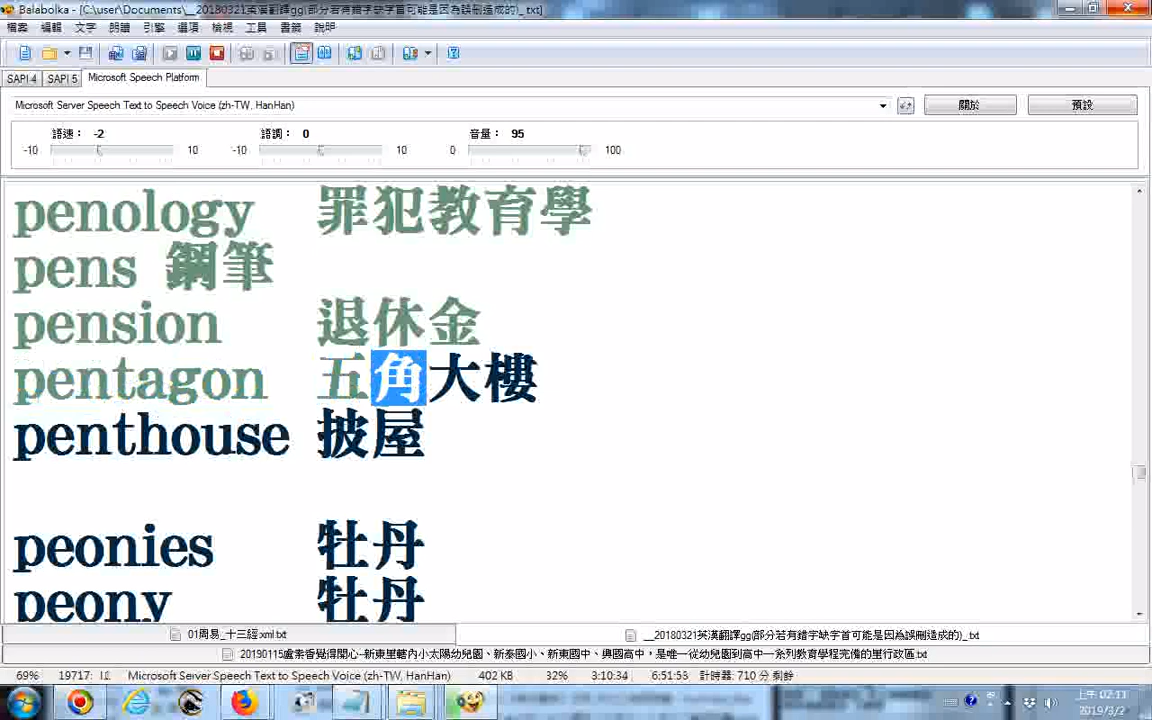 Balabolka - [C:\user\Documents\__20180321英漢翻譯gg(部分若有錯字缺字首可能是因為誤刪造成的)_txt]
檔案 編輯 文字 朗讀 引擎 選項 檢視 工具 書籤 說明
SAPI 4 SAPI 5 Microsoft Speech Platform
Microsoft Server Speech Text to Speech Voice (zh-TW, HanHan) 關於 預設
語速： -2 語調： 0 音量： 95
-10 10 -10 10 0 100
penology 罪犯教育學
pens 鋼筆
pension 退休金
pentagon 五角大樓
penthouse 披屋
peonies 牡丹
peony 牡丹
01周易_十三經.xml.txt __20180321英漢翻譯gg(部分若有錯字缺字首可能是因為誤刪造成的)_.txt
20190115盧素香覺得開心-新東里轄內小太陽幼兒園、新泰國小、新東國中、興國高中，是唯一從幼兒園到高中一系列教育學程完備的里行政區.txt
69% 19717: 11 Microsoft Server Speech Text to Speech Voice (zh-TW, HanHan) 402 KB 32% 3:10:34 6:51:53 計時器: 710 分 剩餘
上午 02:11
2019/3/2